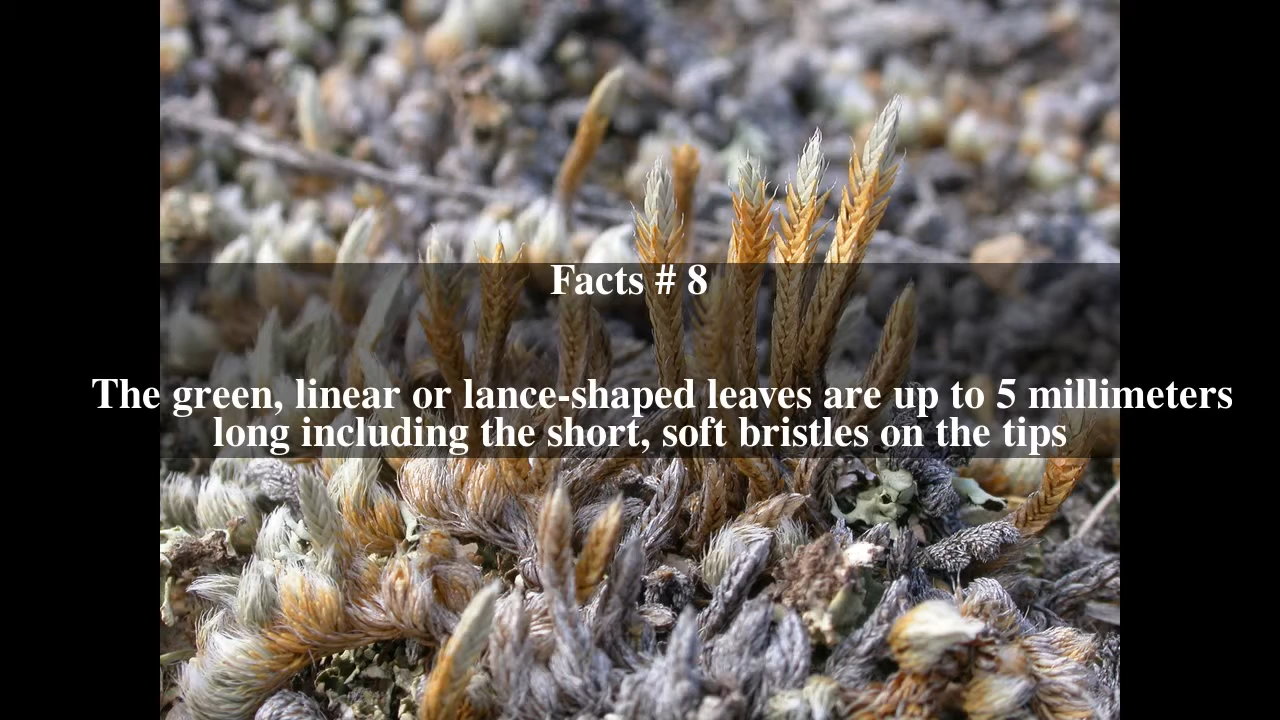 Facts # 8
The green, linear or lance-shaped leaves are up to 5 millimeters
long including the short, soft bristles on the tips